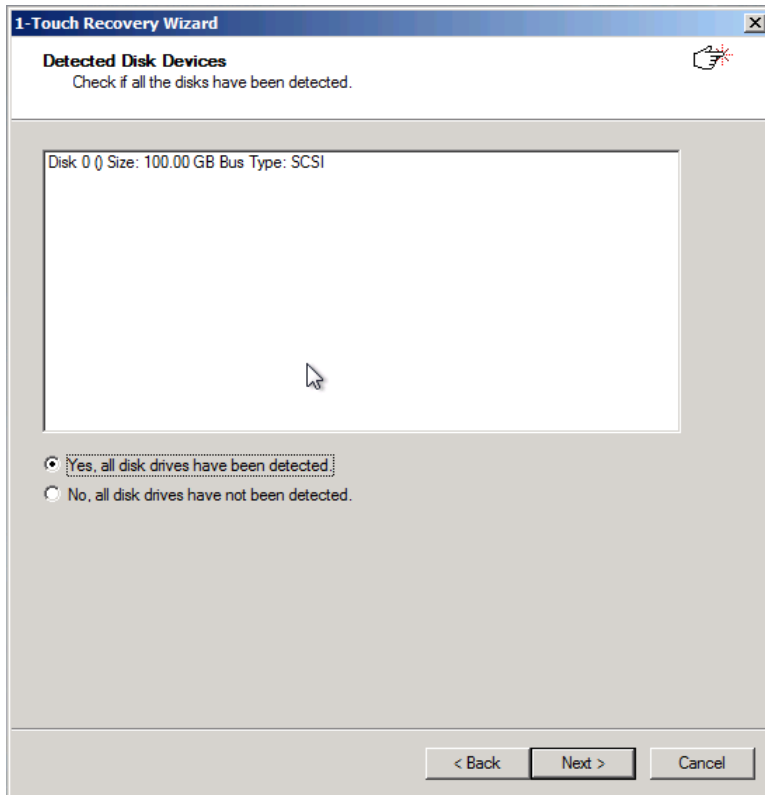 1-Touch Recovery Wizard
Detected Disk Devices
Check if all the disks have been detected.
Disk 0 () Size: 100.00 GB Bus Type: SCSI
Yes, all disk drives have been detected.
No, all disk drives have not been detected.
< Back Next > Cancel